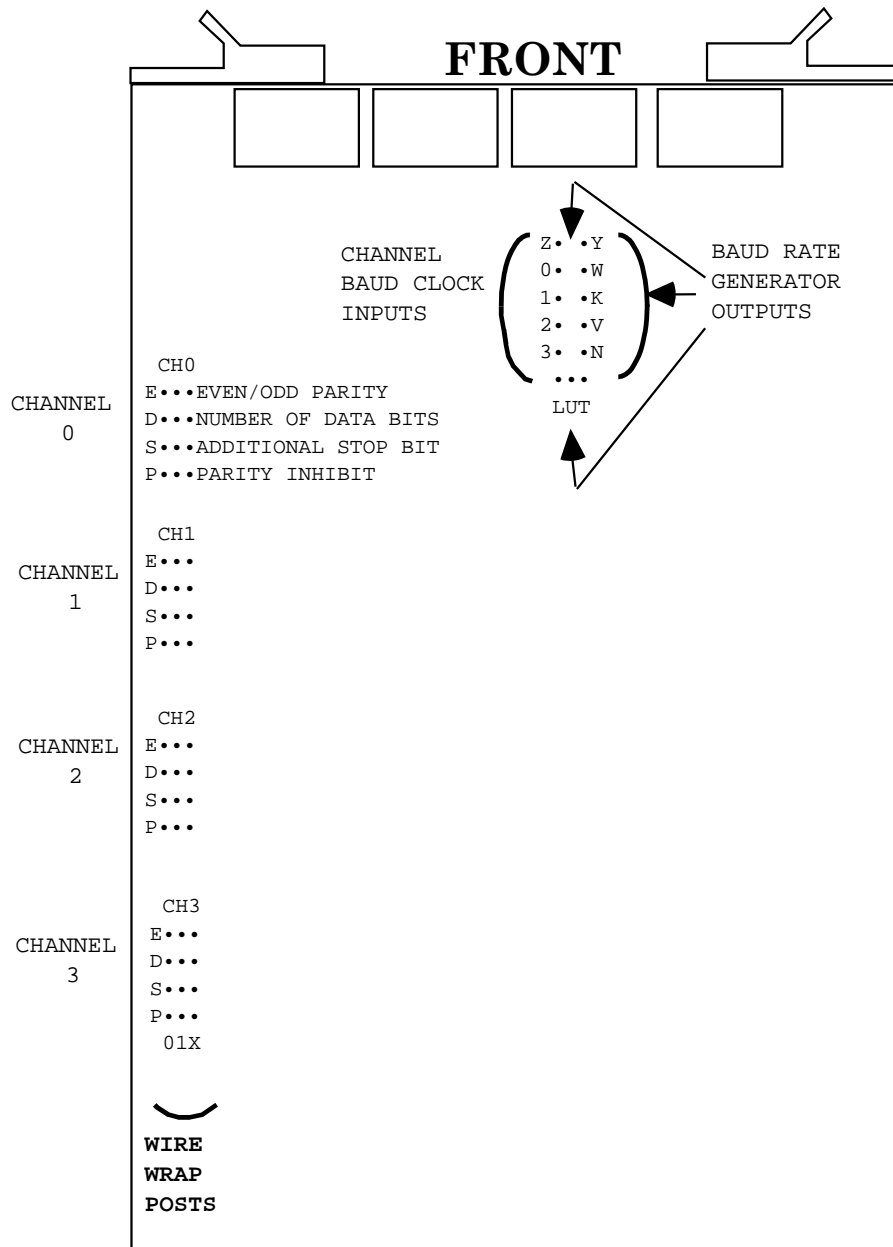 FRONT
CHANNEL
BAUD CLOCK
INPUTS
Z• •Y
0• •W
1• •K
2• •V
3• •N
•••
LUT
BAUD RATE
GENERATOR
OUTPUTS
CHANNEL
0
CH0
E•••EVEN/ODD PARITY
D•••NUMBER OF DATA BITS
S•••ADDITIONAL STOP BIT
P•••PARITY INHIBIT
CHANNEL
1
CH1
E•••
D•••
S•••
P•••
CHANNEL
2
CH2
E•••
D•••
S•••
P•••
CHANNEL
3
CH3
E•••
D•••
S•••
P•••
01X
WIRE
WRAP
POSTS